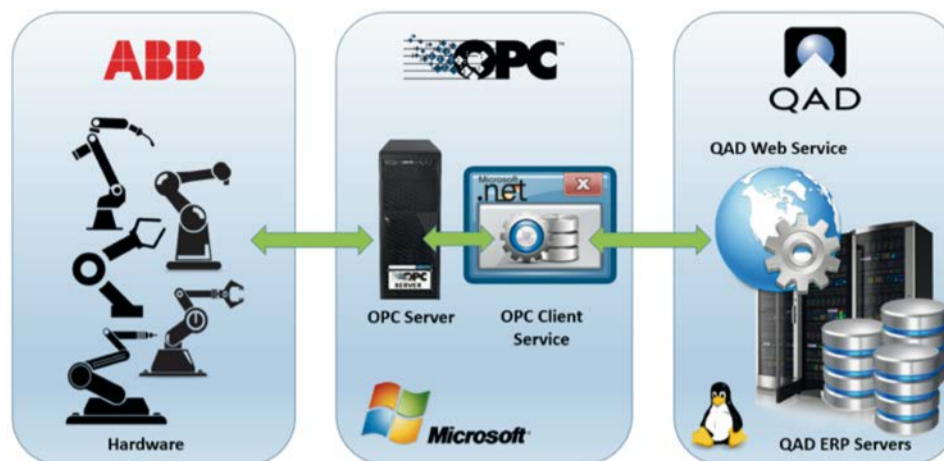 ABB
Hardware
OPC™
Microsoft
.net
OPC
SERVER
OPC Server
OPC Client
Service
Microsoft®
QAD
QAD Web Service
QAD ERP Servers